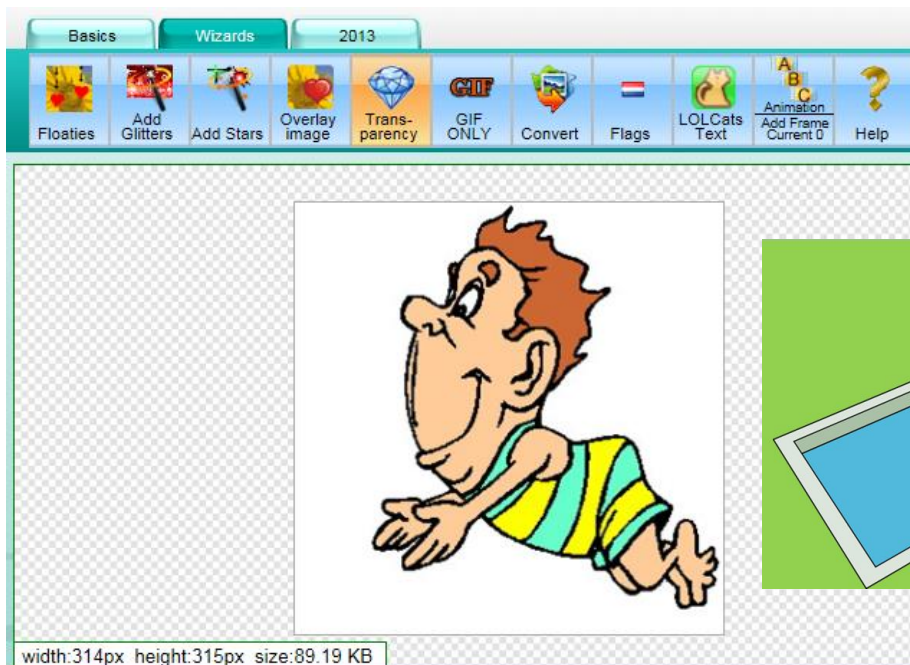 Basics Wizards 2013
Floaties
Add
Glitters
Add Stars
Overlay
image
Trans-
parency
GIF
GIF
ONLY
Convert
Flags
LOLCats
Text
A
B
C
Animation
Add Frame
Current 0
?
Help
width:314px height:315px size:89.19 KB